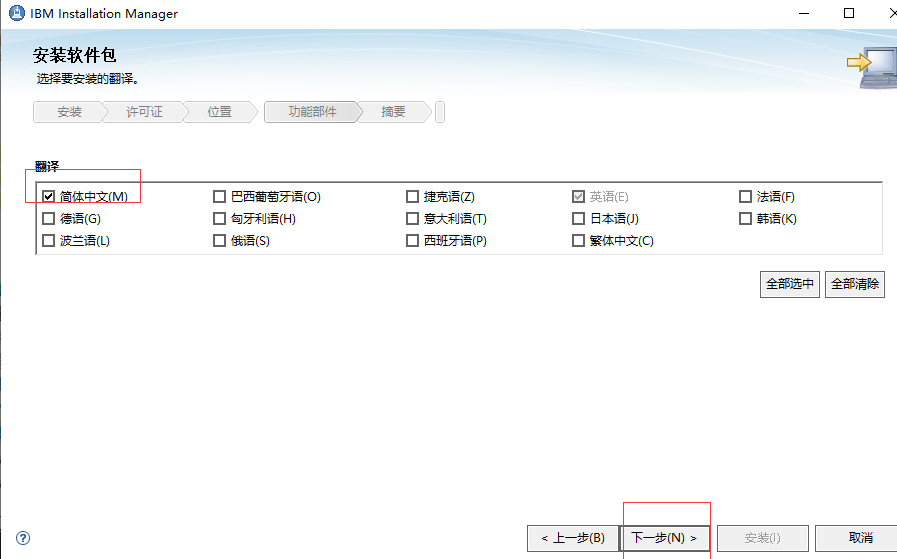 IBM Installation Manager
安装软件包
选择要安装的翻译。
安装 许可证 位置 功能部件 摘要
翻译
简体中文(M) 巴西葡萄牙语(O) 捷克语(Z) 英语(E) 法语(F)
德语(G) 匈牙利语(H) 意大利语(T) 日本语(J) 韩语(K)
波兰语(L) 俄语(S) 西班牙语(P) 繁体中文(C)
全部选中 全部清除
? < 上一步(B) 下一步(N) > 安装(I) 取消